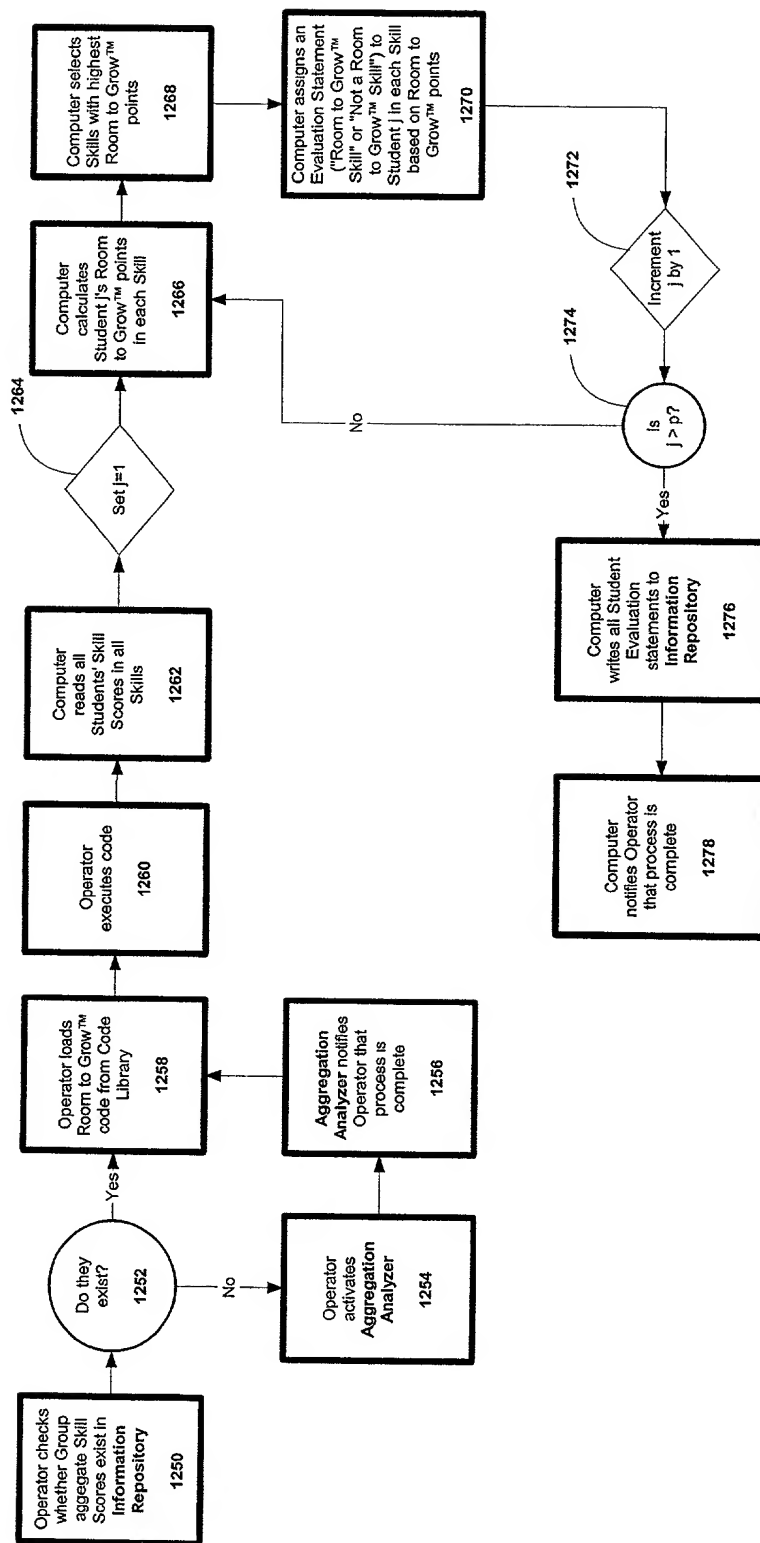 Operator checks
whether Group
aggegate Skill
Scores exist in
Information
Repository
1250
Do they
exist?
1252
Yes
No
Operator
activates
Aggregation
Analyzer
1254
Aggregation
Analyzer notifies
Operator that
process is
complete
1256
Operator loads
Room to Grow™
code from Code
Library
1258
Operator
executes code
1260
Computer
reads all
Students' Skill
Scores in all
Skills
1262
Set j=1
1264
Computer
calculates
Student j's Room
to Grow™ points
in each Skill
1266
Computer selects
Skills with highest
Room to Grow™
points
1268
Computer assigns an
Evaluation Statement
("Room to Grow™
Skill" or "Not a Room
to Grow™ Skill") to
Student j in each Skill
based on Room to
Grow™ points
1270
Increment
j by 1
1272
Is
j > p?
1274
No
Yes
Computer
writes all Student
Evaluation
statements to
Information
Repository
1276
Computer
notifies Operator
that process is
complete
1278